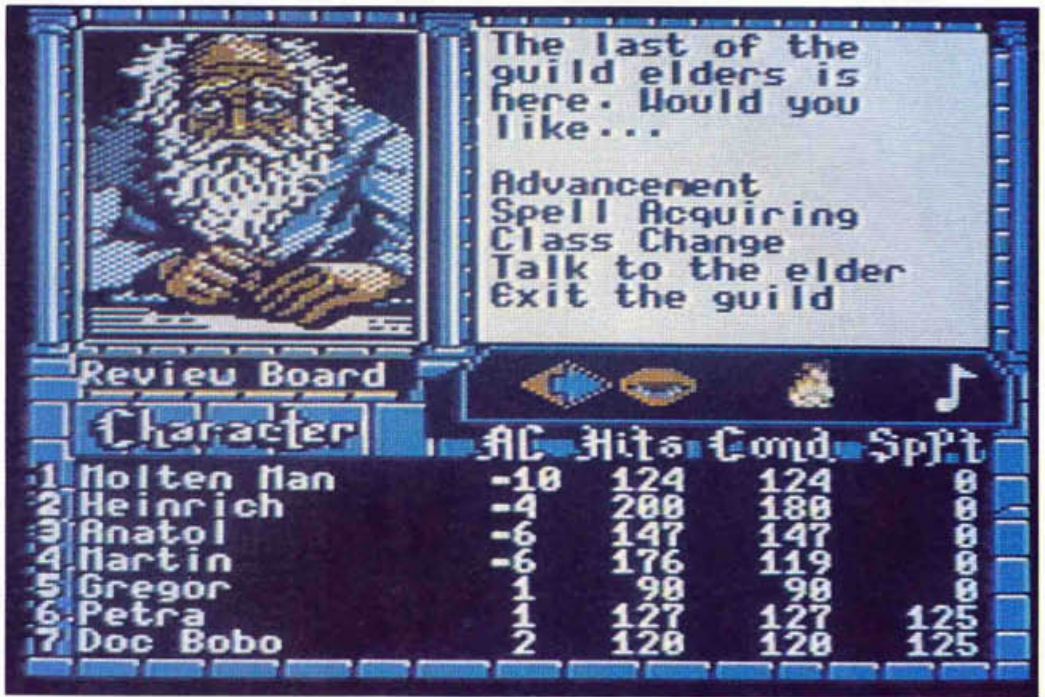 The last of the
guild elders is
here. Would you
like...
Advancement
Spell Acquiring
Class Change
Talk to the elder
Exit the guild
Review Board
Character AC Hits Cond SpPt
1 Molten Man -10 124 124 0
2 Heinrich -4 200 180 0
3 Anatol -6 147 147 0
4 Martin -6 176 119 0
5 Gregor 1 90 90 0
6 Petra 1 127 127 125
7 Doc Bobo 2 120 120 125